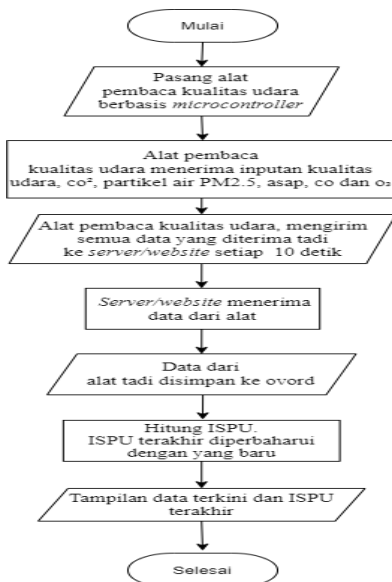 Mulai
Pasang alat
pembaca kualitas udara
berbasis microcontroller
Alat pembaca
kualitas udara menerima inputan kualitas
udara, co², partikel air PM2.5, asap, co dan o₃
Alat pembaca kualitas udara, mengirim
semua data yang diterima tadi
ke server/website setiap 10 detik
Server/website menerima
data dari alat
Data dari
alat tadi disimpan ke ovord
Hitung ISPU.
ISPU terakhir diperbaharui
dengan yang baru
Tampilan data terkini dan ISPU
terakhir
Selesai